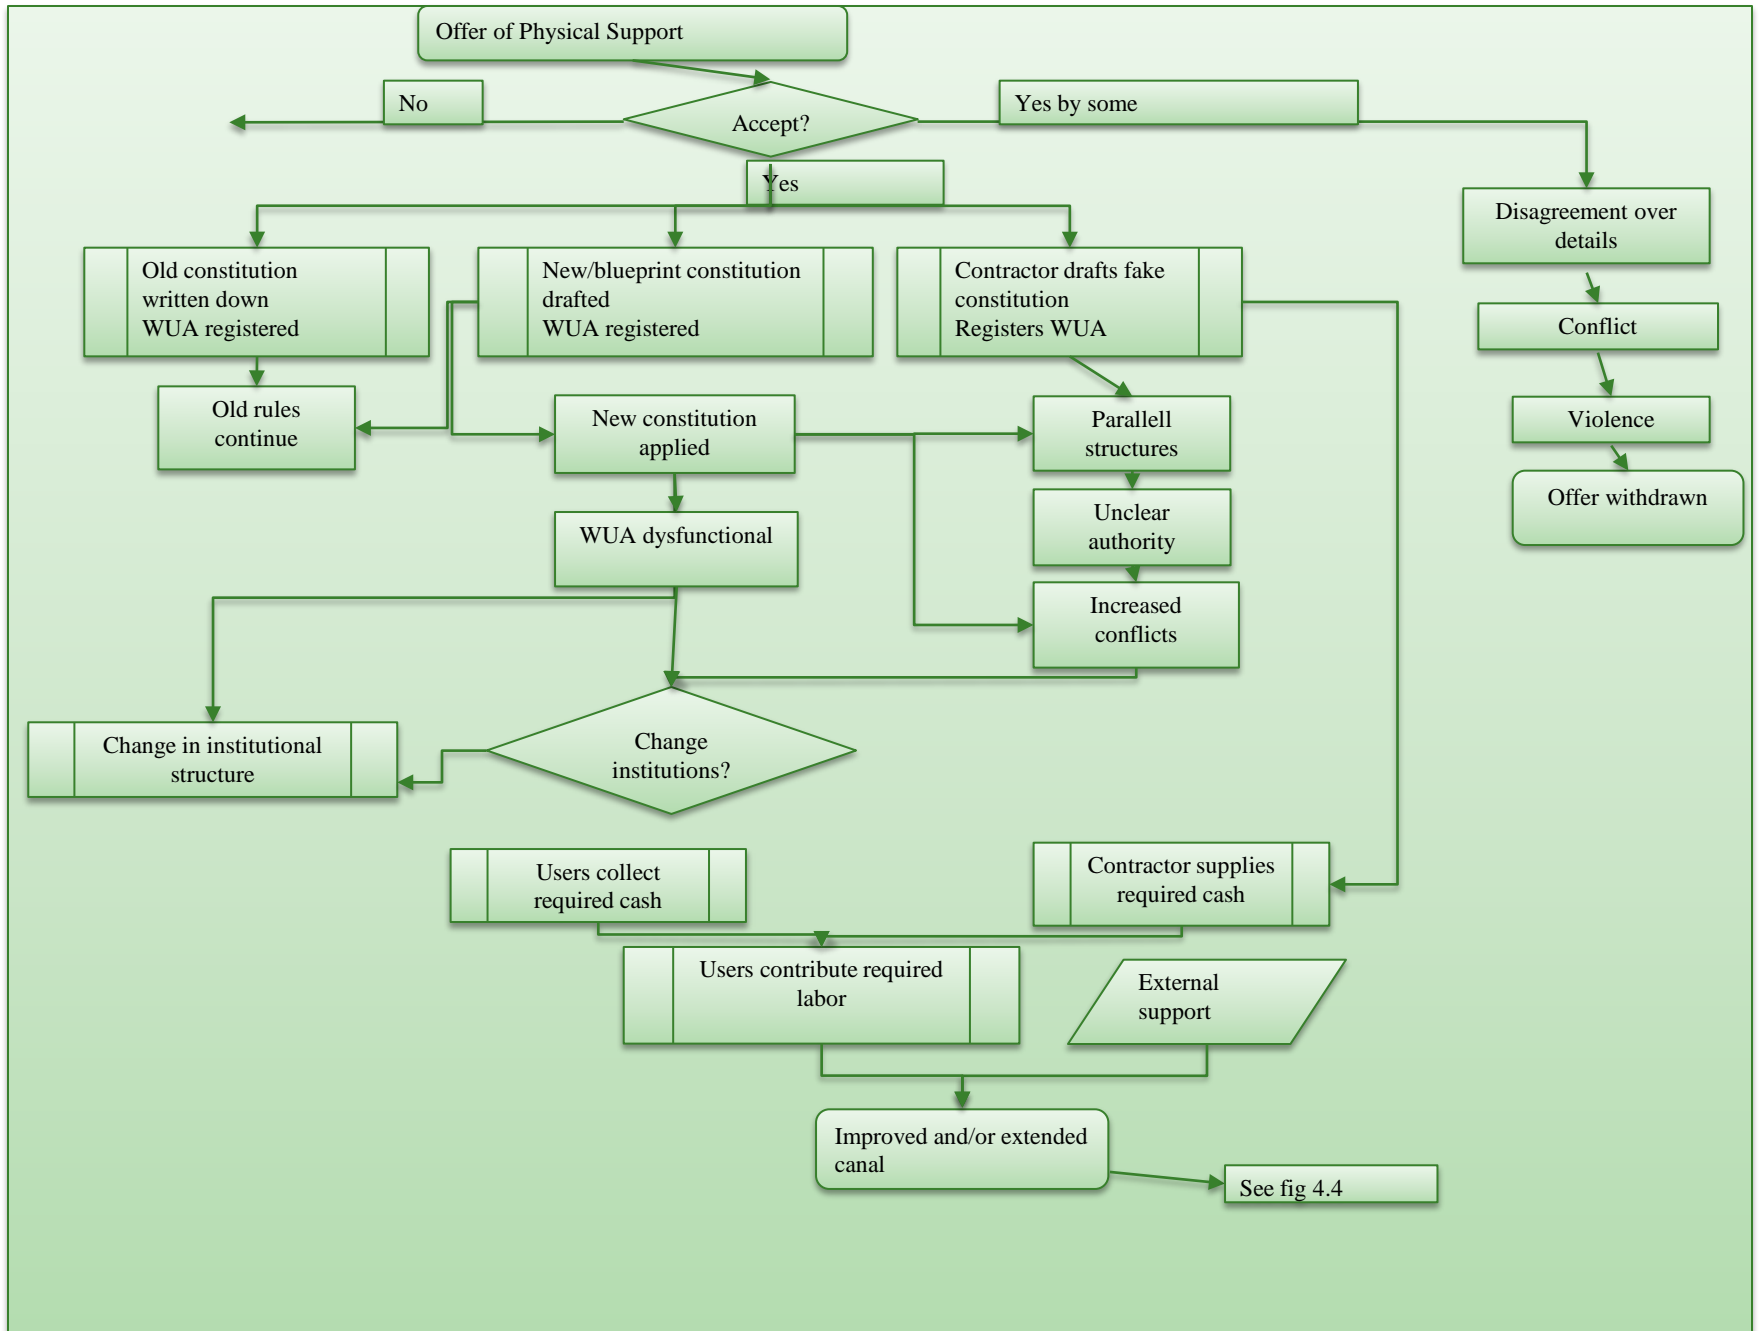 Offer of Physical Support
No
Accept?
Yes by some
Yes
Disagreement over
details
Old constitution
written down
WUA registered
New/blueprint constitution
drafted
WUA registered
Contractor drafts fake
constitution
Registers WUA
Conflict
Old rules
continue
New constitution
applied
Parallell
structures
Violence
Offer withdrawn
WUA dysfunctional
Unclear
authority
Increased
conflicts
Change in institutional
structure
Change
institutions?
Users collect
required cash
Contractor supplies
required cash
Users contribute required
labor
External
support
Improved and/or extended
canal
See fig 4.4